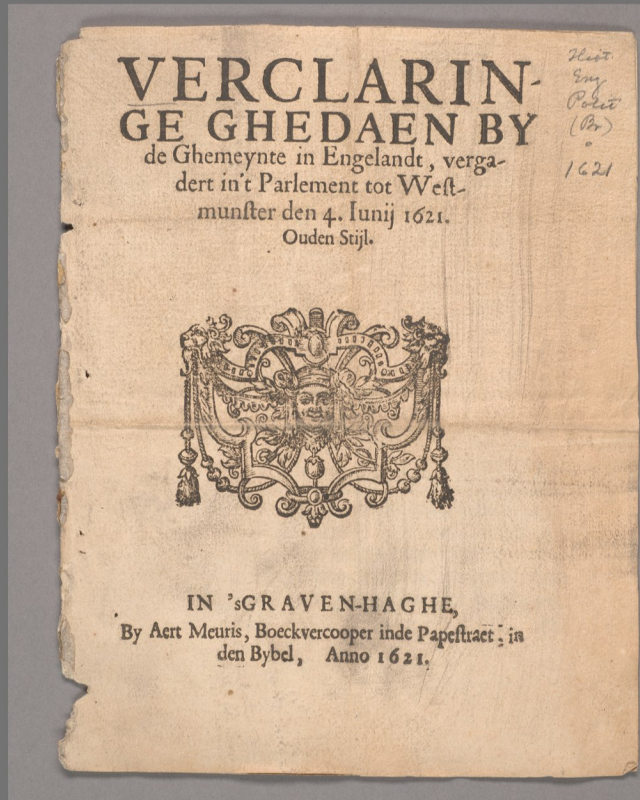 VERCLARIN-
GE GHEDAEN BY
de Ghemeynte in Engelandt, verga-
dert in't Parlement tot West-
munster den 4. Iunij 1621.
Ouden Stijl.
Hist
Eng
Polit
(Br)
1621
IN 'sGRAVEN-HAGHE,
By Aert Meuris, Boeckvercooper inde Papestraet, in
den Bybel, Anno 1621.